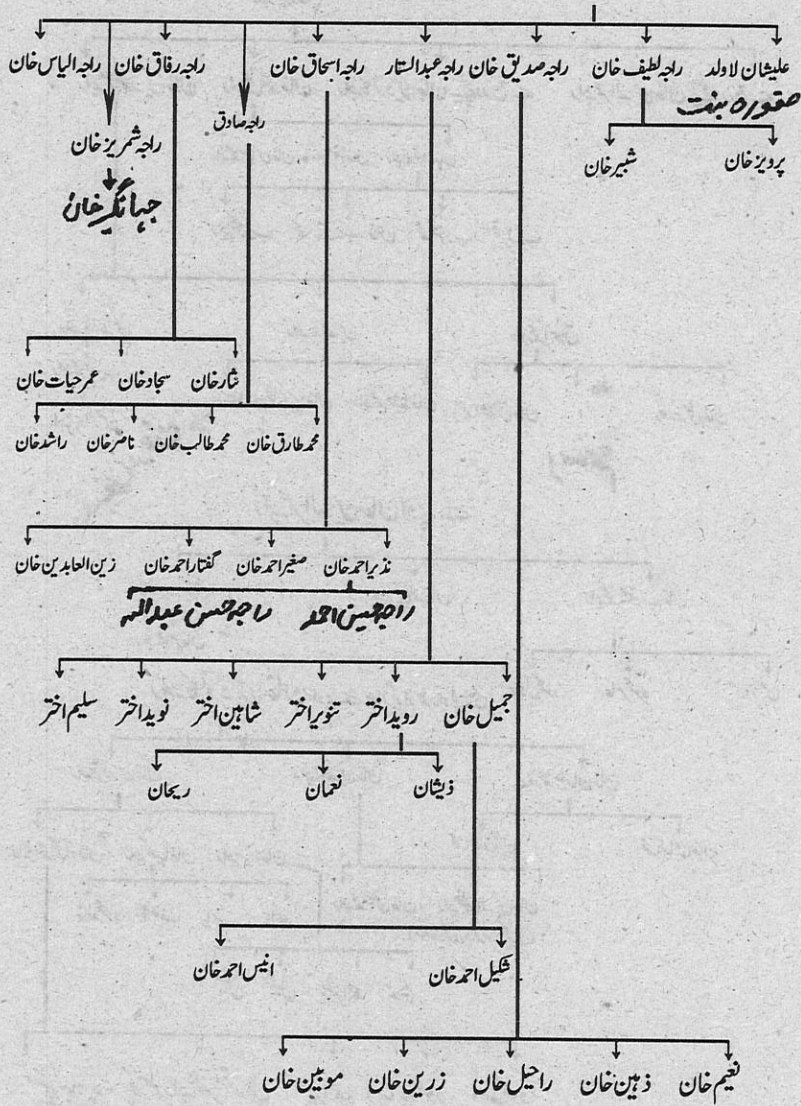 علیشان لاولد راجہ لطیف خان راجہ صدیق خان راجہ عبدالستار راجہ اسحاق خان راجہ رفاق خان راجہ الیاس خان
بنت
راجہ صادق
پرویز خان شبیر خان
راجہ شمریز خان
جہانگیر خان
نثار خان سجاد خان عمر حیات خان
محمد طارق خان محمد طالب خان ناصر خان راشد خان
نذیر احمد خان صغیر احمد خان گفتار احمد خان زین العابدین خان
راجہ حسین احمد راجہ حسن عبداللہ
جمیل خان روید اختر تنویر اختر شاہین اختر نوید اختر سلیم اختر
ذیشان نعمان ریحان
شکیل احمد خان انیس احمد خان
نعیم خان ذہین خان راحیل خان زرین خان موبین خان